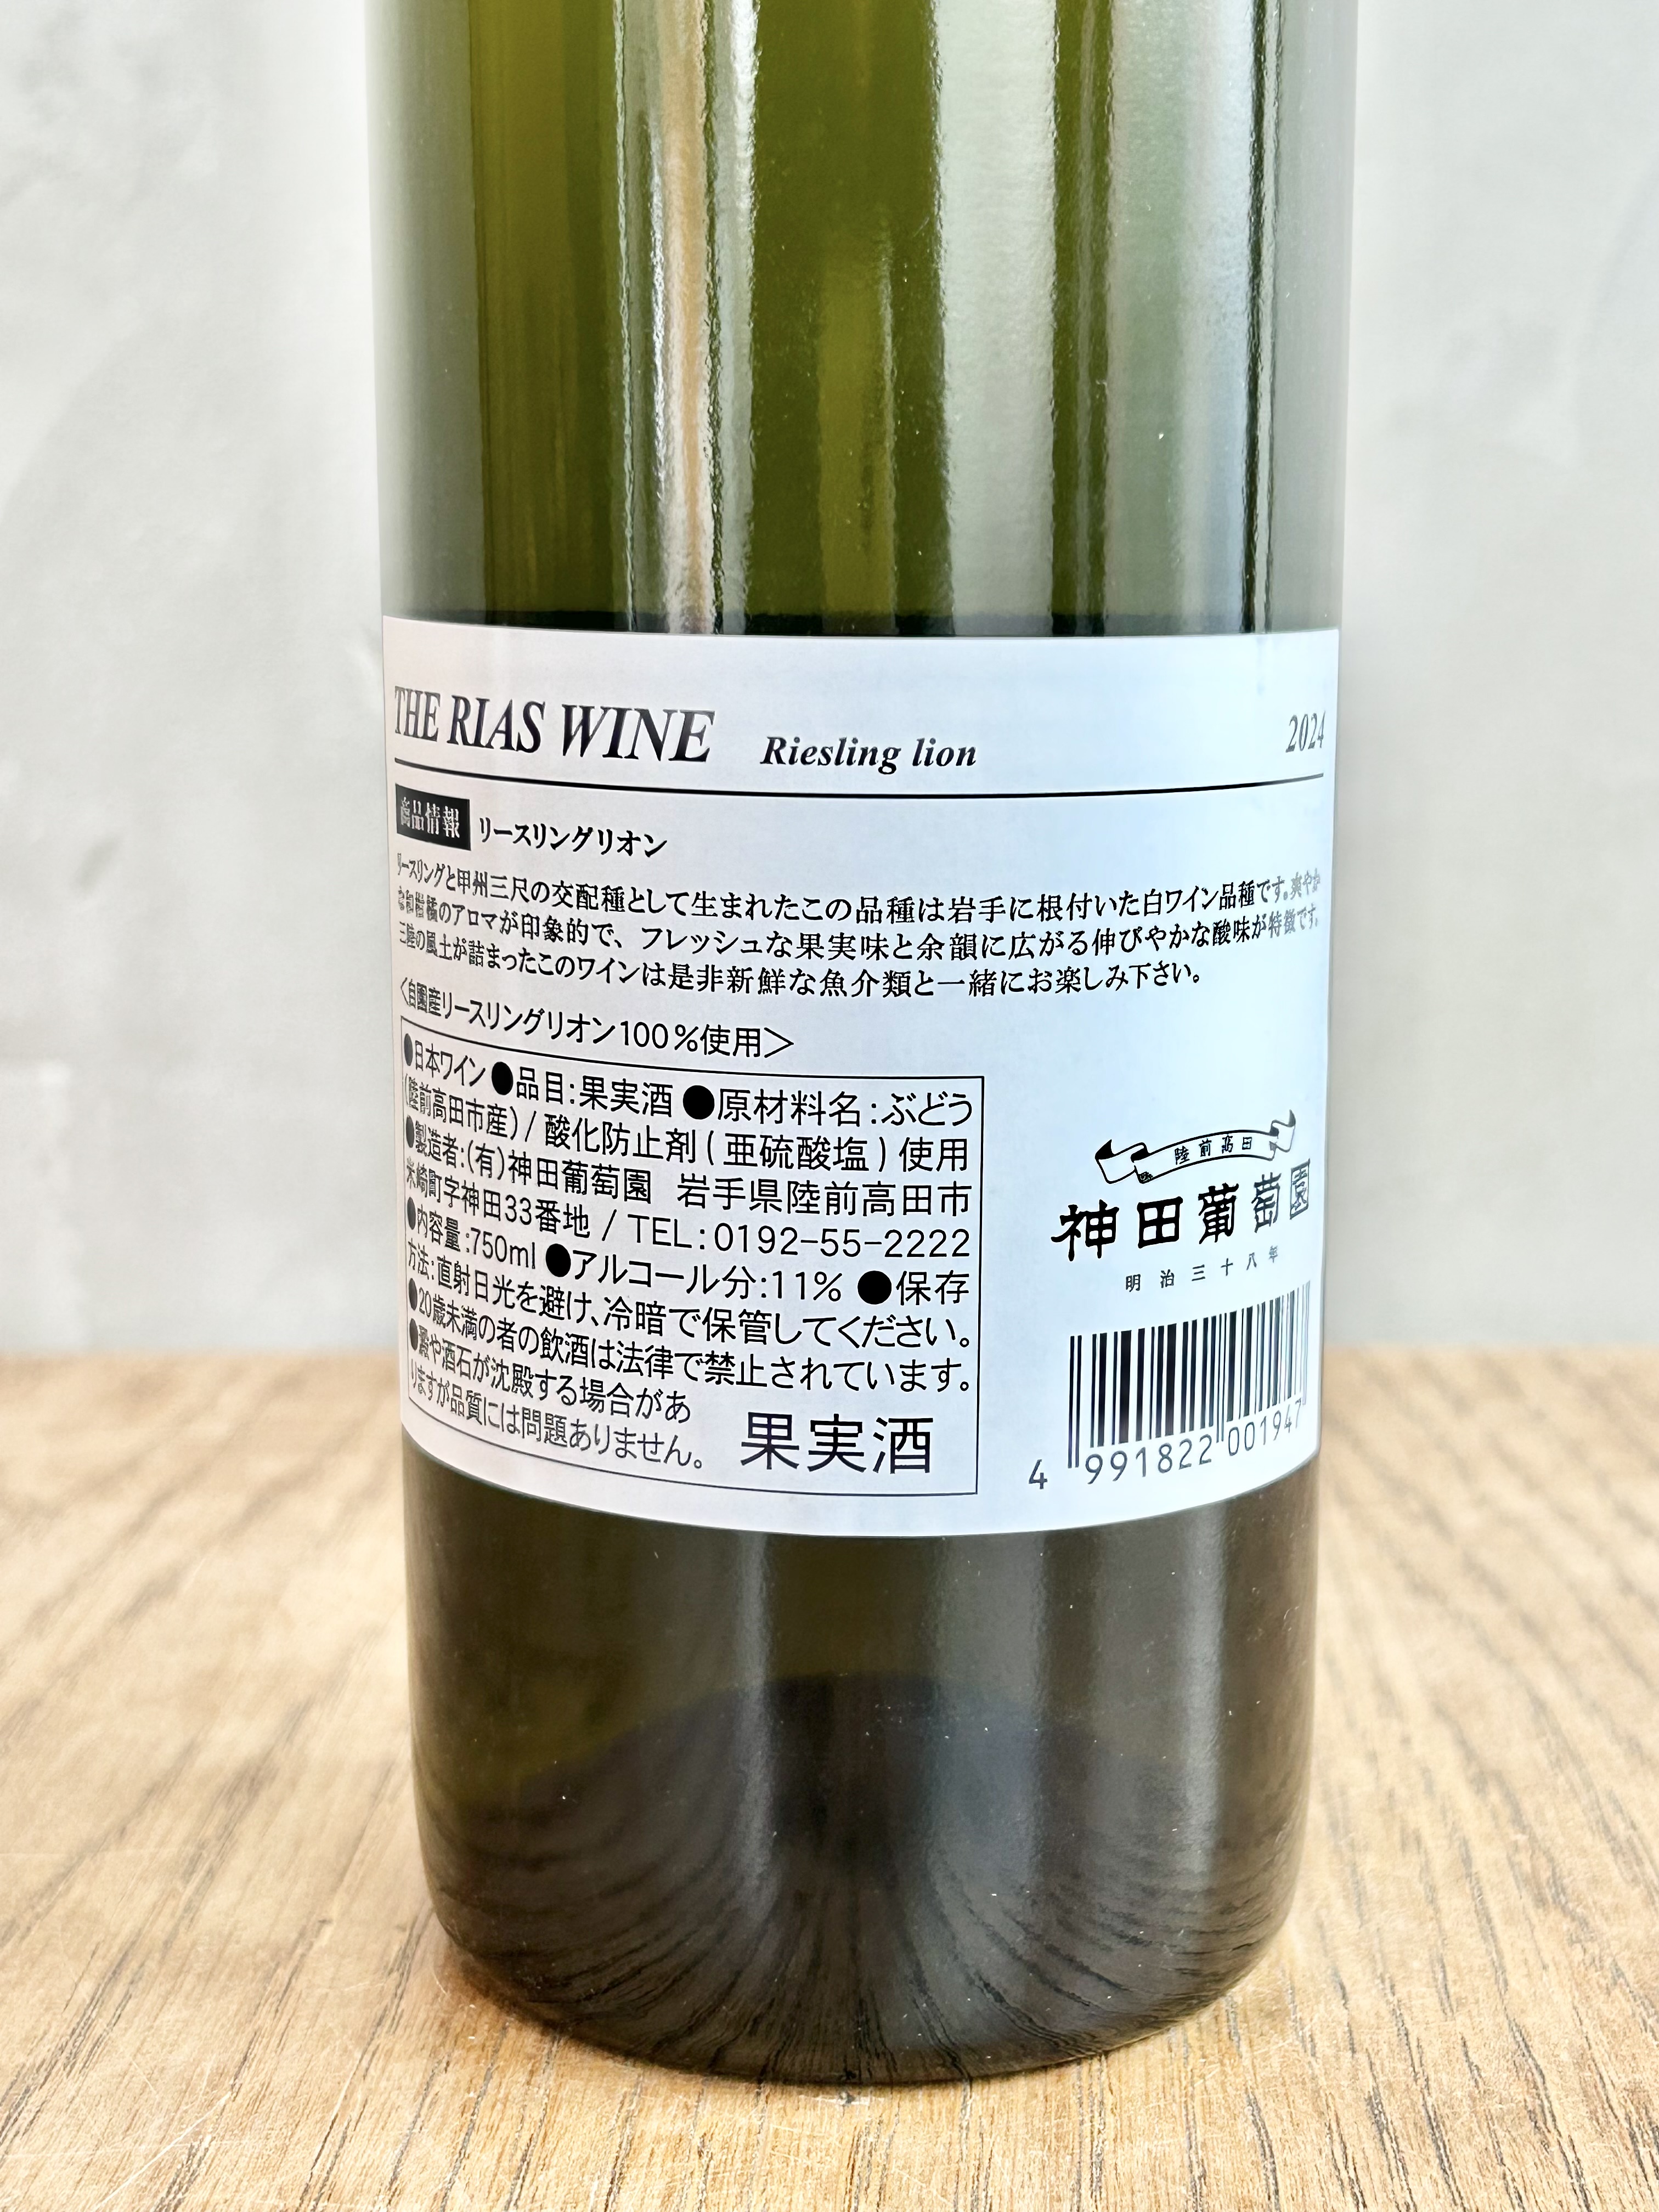 THE RIAS WINE Riesling lion 2024
商品情報 リースリングリオン
リースリングと甲州三尺の交配種として生まれたこの品種は岩手に根付いた白ワイン品種です。爽やか
な和柑橘のアロマが印象的で、フレッシュな果実味と余韻に広がる伸びやかな酸味が特徴です。
三陸の風土が詰まったこのワインは是非新鮮な魚介類と一緒にお楽しみ下さい。
<自園産リースリングリオン100%使用>
●日本ワイン ●品目:果実酒 ●原材料名:ぶどう
(陸前高田市産) / 酸化防止剤(亜硫酸塩)使用
●製造者:(有)神田葡萄園 岩手県陸前高田市
米崎町字神田33番地 / TEL:0192-55-2222
●内容量:750ml ●アルコール分:11% ●保存
方法:直射日光を避け、冷暗で保管してください。
●20歳未満の者の飲酒は法律で禁止されています。
●澱や酒石が沈殿する場合があ
りますが品質には問題ありません。
果実酒
陸前高田
神田葡萄園
明治三十八年
4 991822 001947